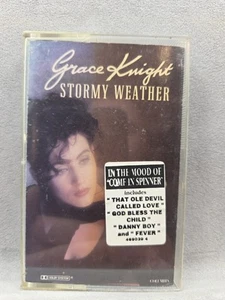 Grace Knight
STORMY WEATHER
IN THE MOOD OF
"COME IN SPINNER"
includes
"THAT OLE DEVIL
CALLED LOVE"
"GOD BLESS THE
CHILD"
"DANNY BOY"
and "FEVER"